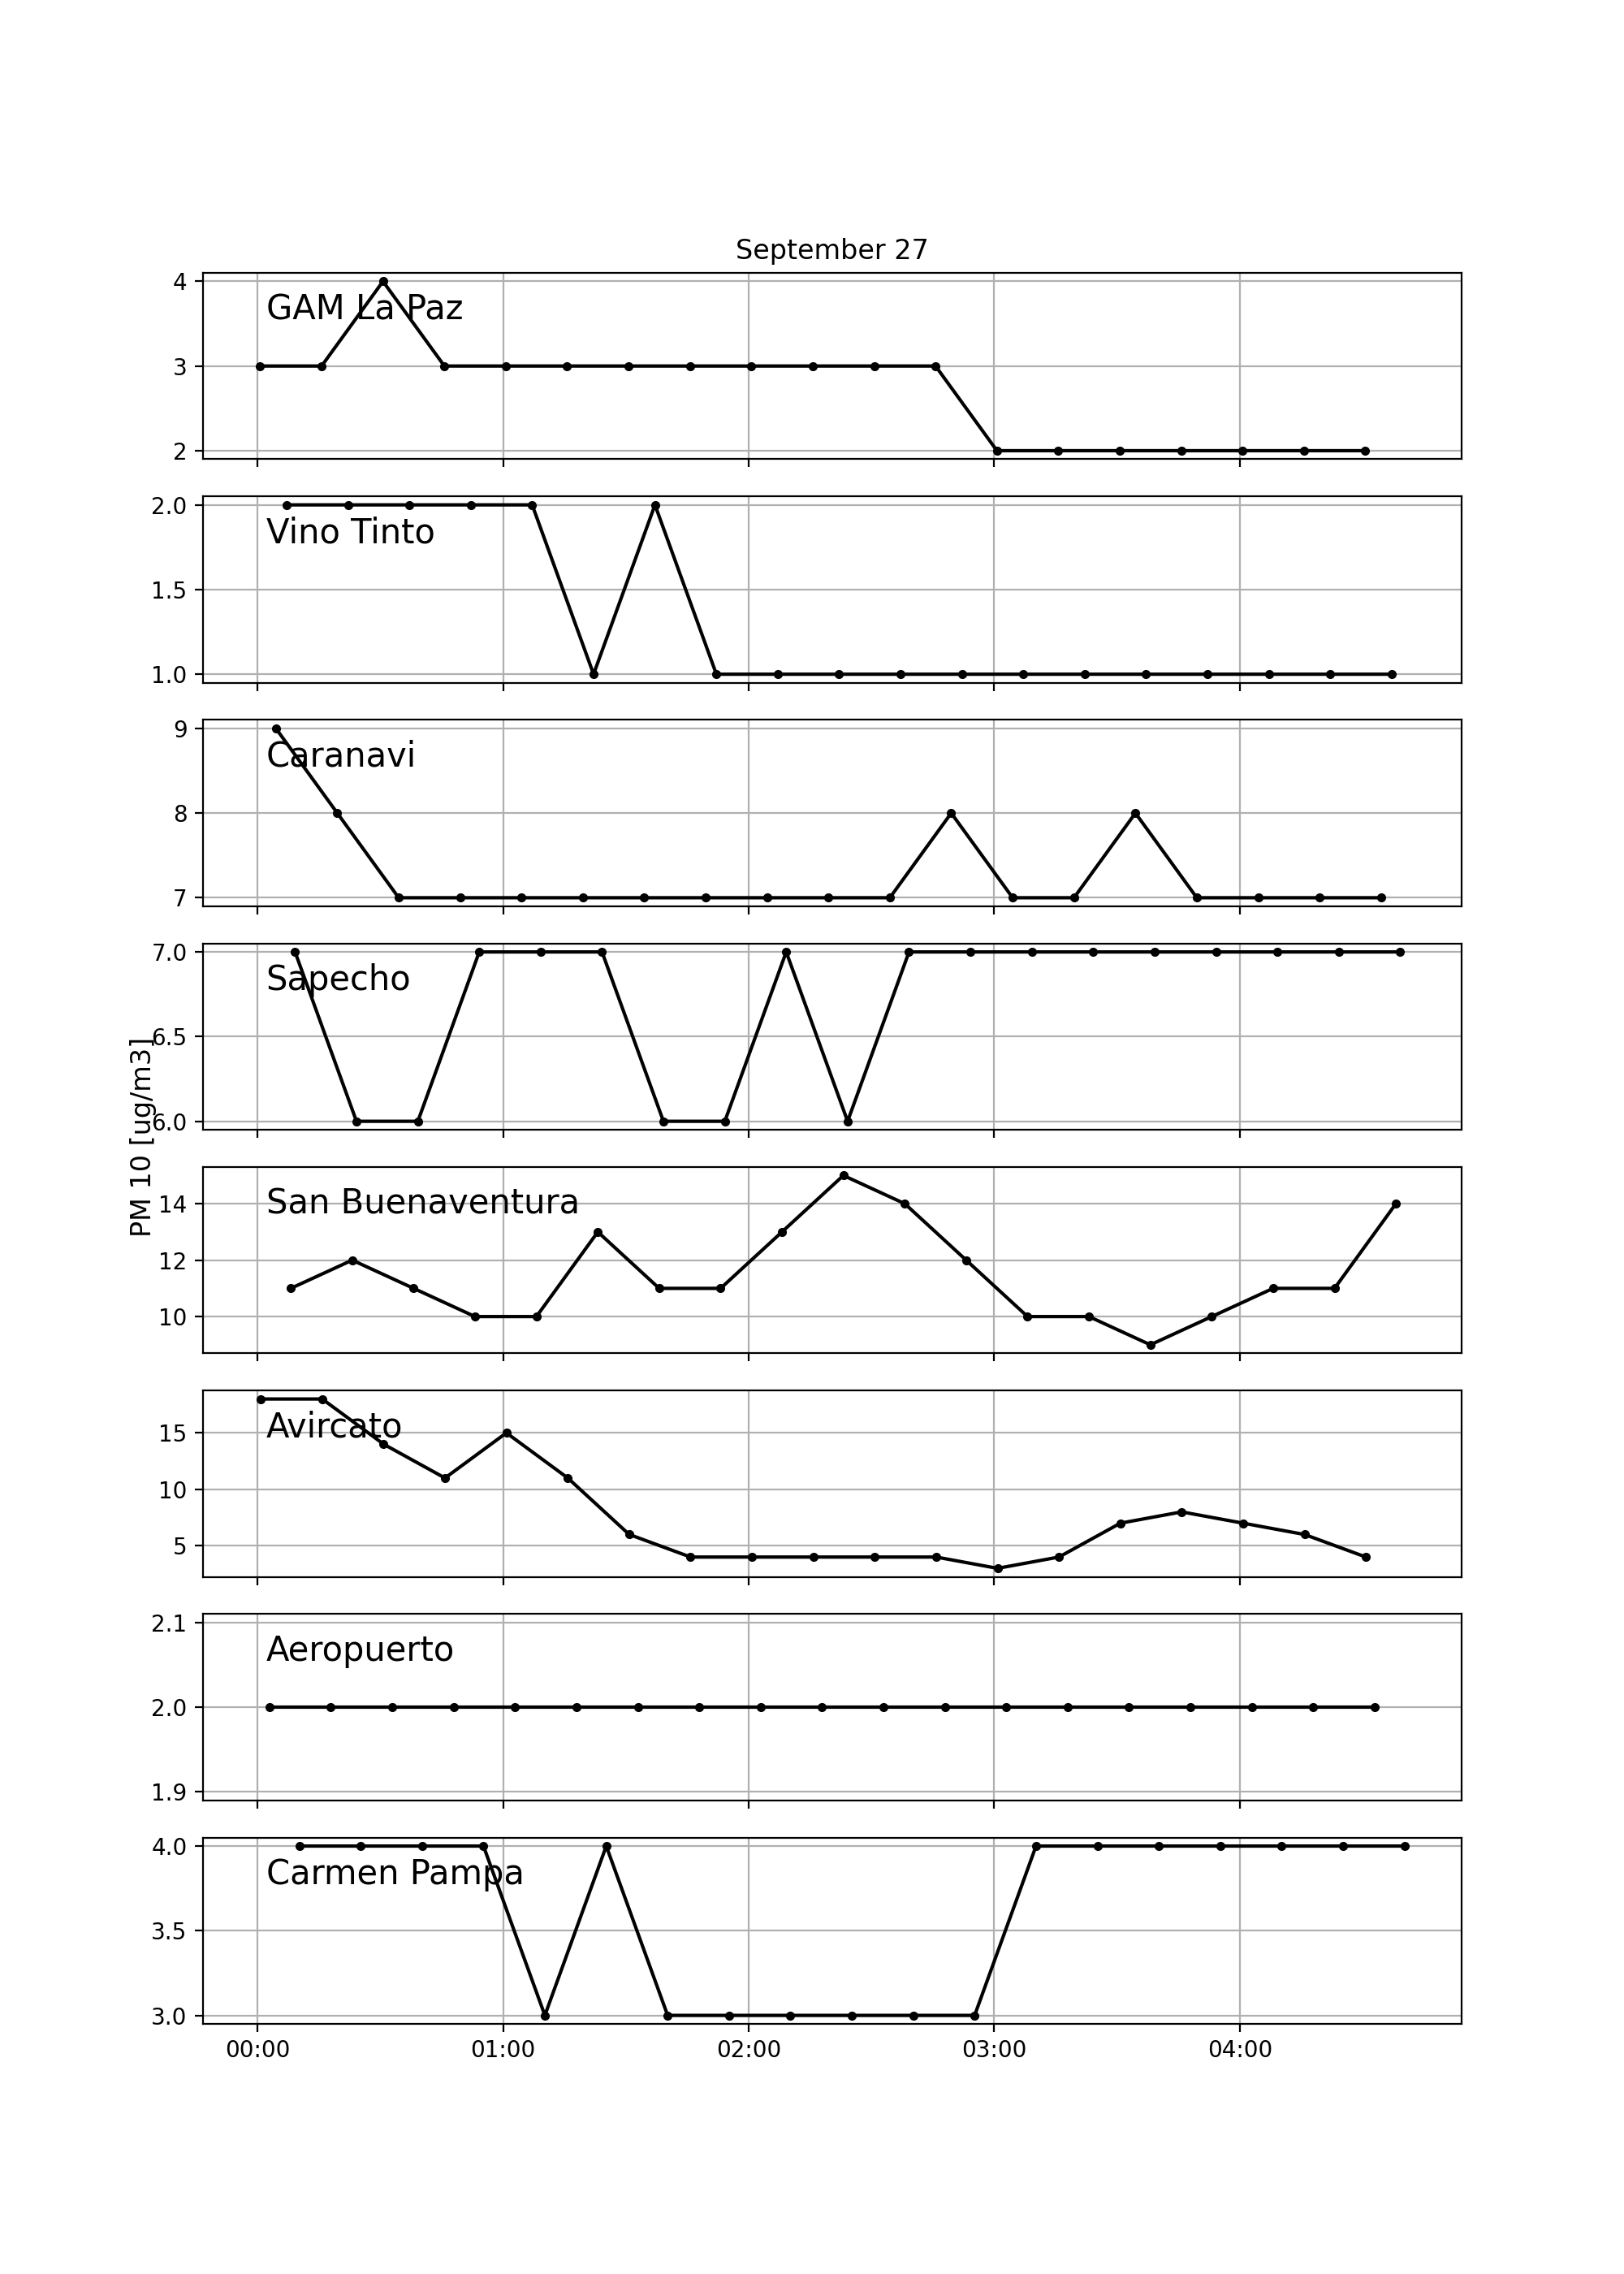 September 27
4
GAM La Paz
3
2
2.0
Vino Tinto
1.5
1.0
9
Caranavi
8
7
7.0
Sapecho
6.5
6.0
PM 10 [ug/m3]
14
San Buenaventura
12
10
15
Avircato
10
5
2.1
Aeropuerto
2.0
1.9
4.0
Carmen Pampa
3.5
3.0
00:00 01:00 02:00 03:00 04:00